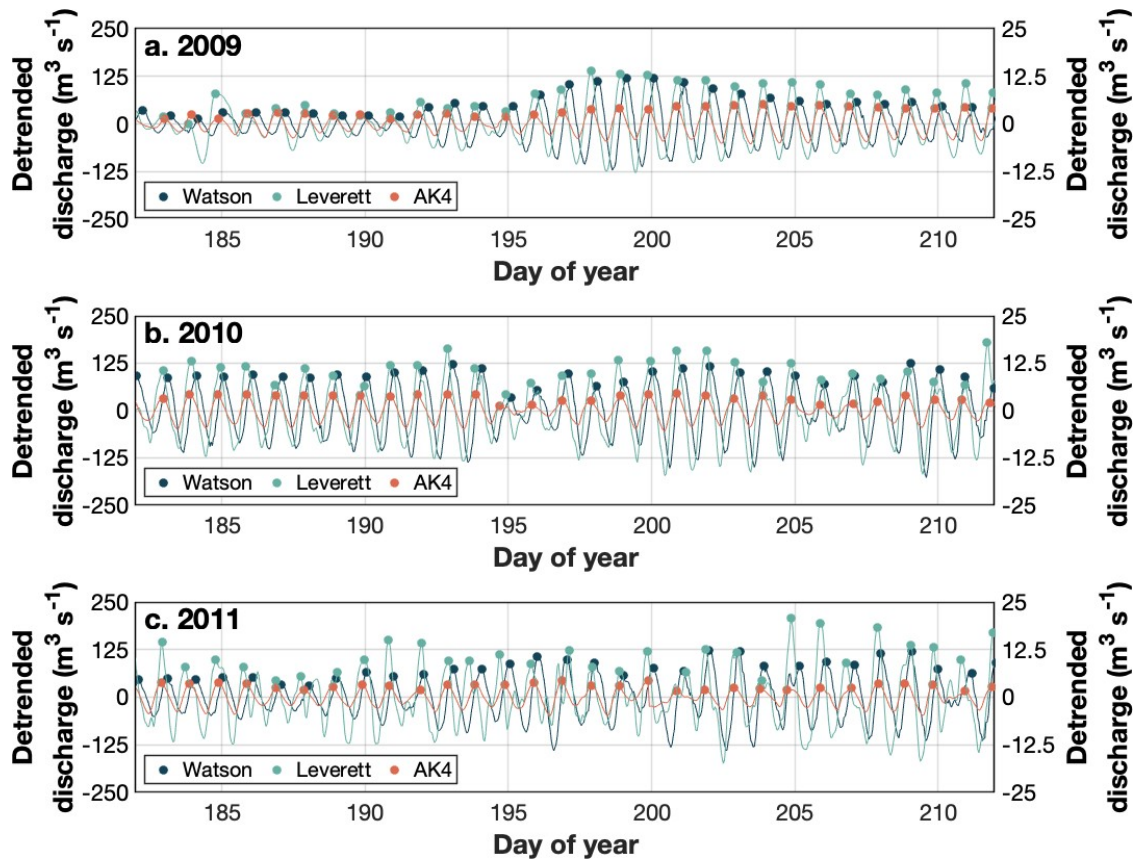 a. 2009
Detrended
discharge (m³ s⁻¹)
250
125
0
-125
-250
25
12.5
0
-12.5
-25
Detrended
discharge (m³ s⁻¹)
Watson Leverett AK4
185 190 195 200 205 210
Day of year
b. 2010
Detrended
discharge (m³ s⁻¹)
250
125
0
-125
-250
25
12.5
0
-12.5
-25
Detrended
discharge (m³ s⁻¹)
Watson Leverett AK4
185 190 195 200 205 210
Day of year
c. 2011
Detrended
discharge (m³ s⁻¹)
250
125
0
-125
-250
25
12.5
0
-12.5
-25
Detrended
discharge (m³ s⁻¹)
Watson Leverett AK4
185 190 195 200 205 210
Day of year